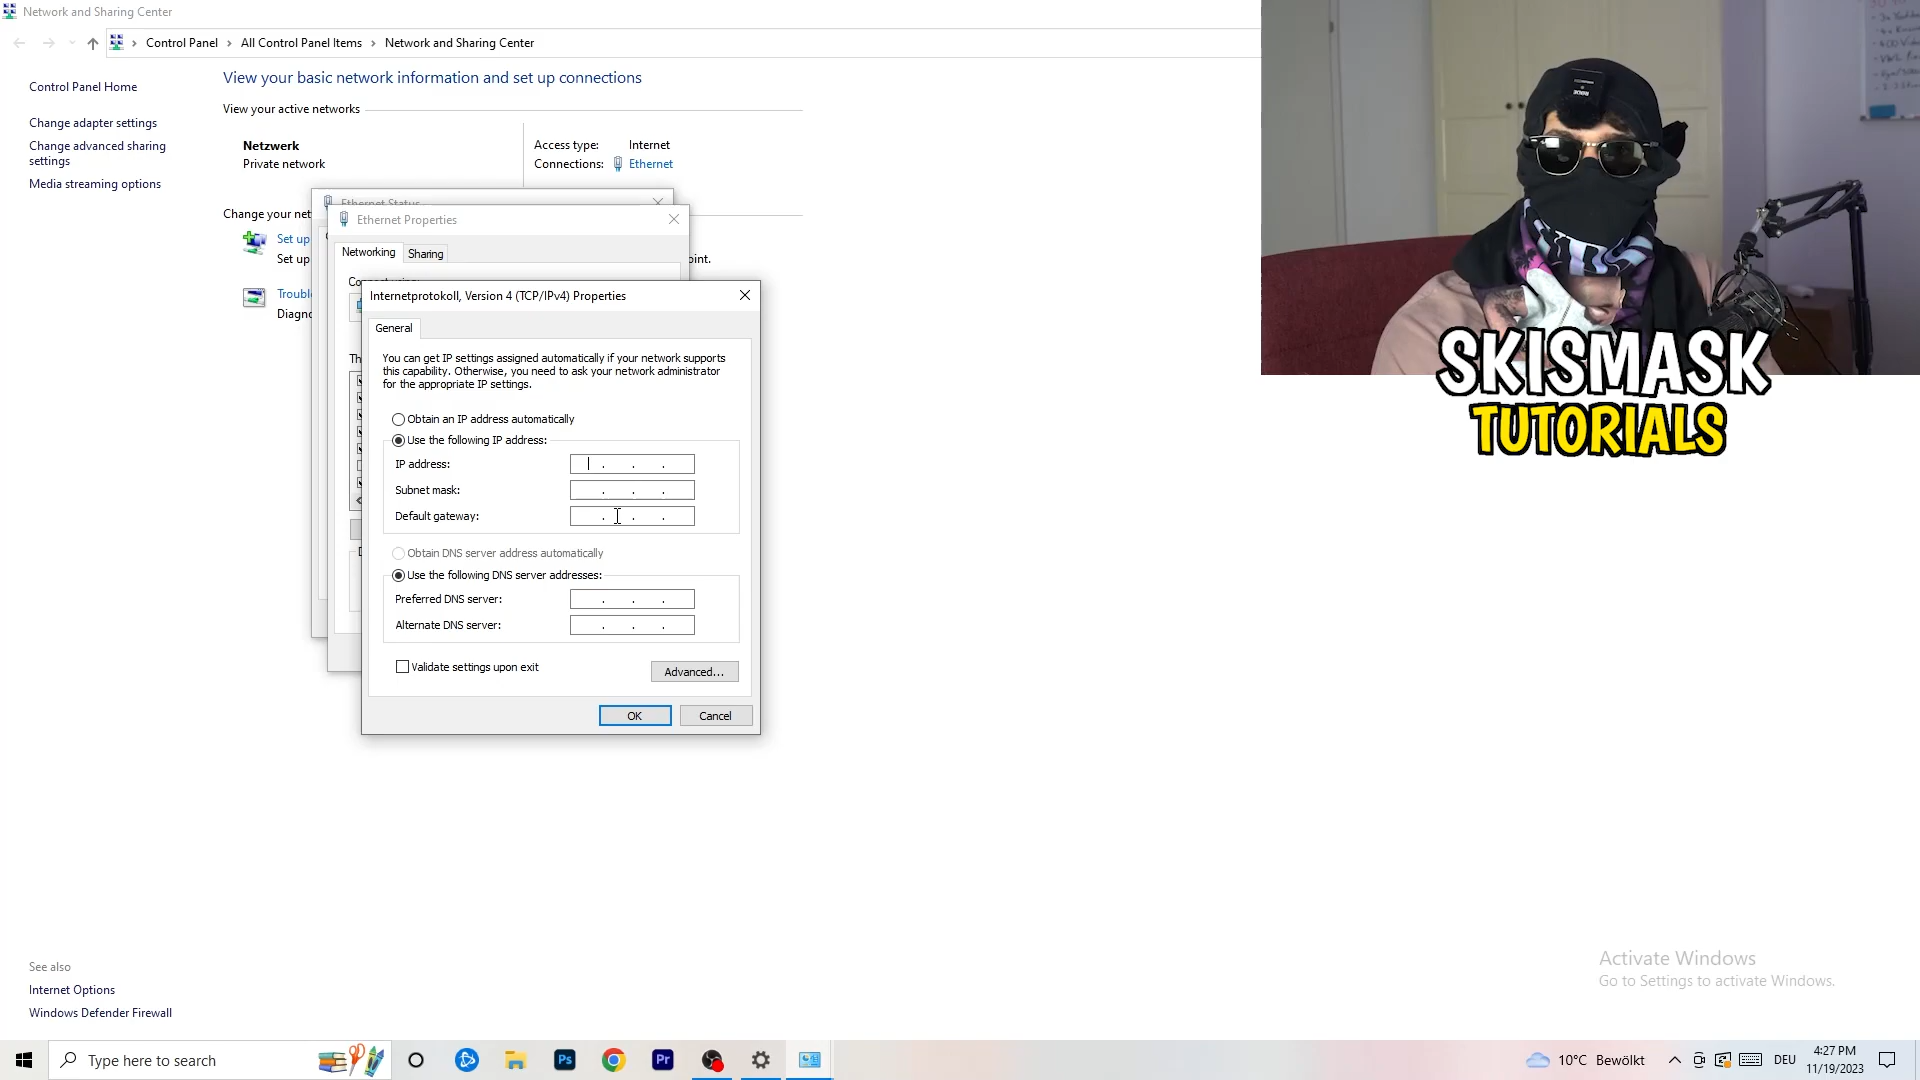 Network and Sharing Center
Control Panel > All Control Panel Items > Network and Sharing Center
Control Panel Home
Change adapter settings
Change advanced sharing
settings
Media streaming options
View your basic network information and set up connections
View your active networks
Netzwerk
Private network
Access type: Internet
Connections: Ethernet
Change your net
Set up
Set up
oint.
Troubl
Diagno
Ethernet Status
Ethernet Properties
Networking
Sharing
Internetprotokoll, Version 4 (TCP/IPv4) Properties
General
You can get IP settings assigned automatically if your network supports
this capability. Otherwise, you need to ask your network administrator
for the appropriate IP settings.
Obtain an IP address automatically
Use the following IP address:
IP address:
Subnet mask:
Default gateway:
Obtain DNS server address automatically
Use the following DNS server addresses:
Preferred DNS server:
Alternate DNS server:
Validate settings upon exit
Advanced...
OK
Cancel
RODE
SKISMASK
TUTORIALS
See also
Internet Options
Windows Defender Firewall
Activate Windows
Go to Settings to activate Windows.
Type here to search
Ps
Pr
10°C Bewölkt
DEU
4:27 PM
11/19/2023